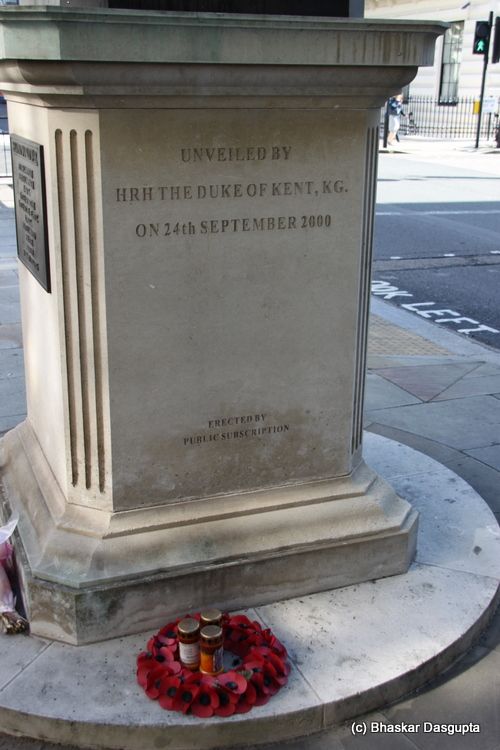 UNVEILED BY
HRH THE DUKE OF KENT, KG.
ON 24th SEPTEMBER 2000
ERECTED BY
PUBLIC SUBSCRIPTION
LOOK LEFT
(c) Bhaskar Dasgupta